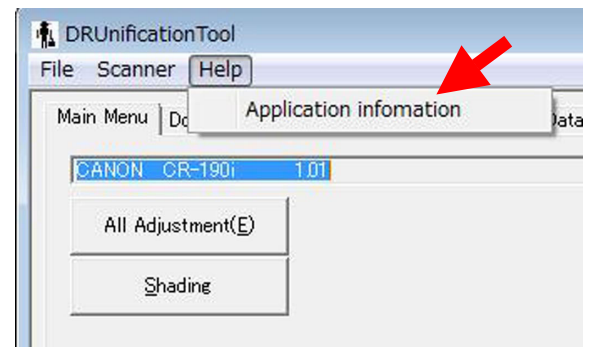 DRUnificationTool
File Scanner Help
Application infomation
Main Menu
CANON CR-190i 1.01
All Adjustment(E)
Shading